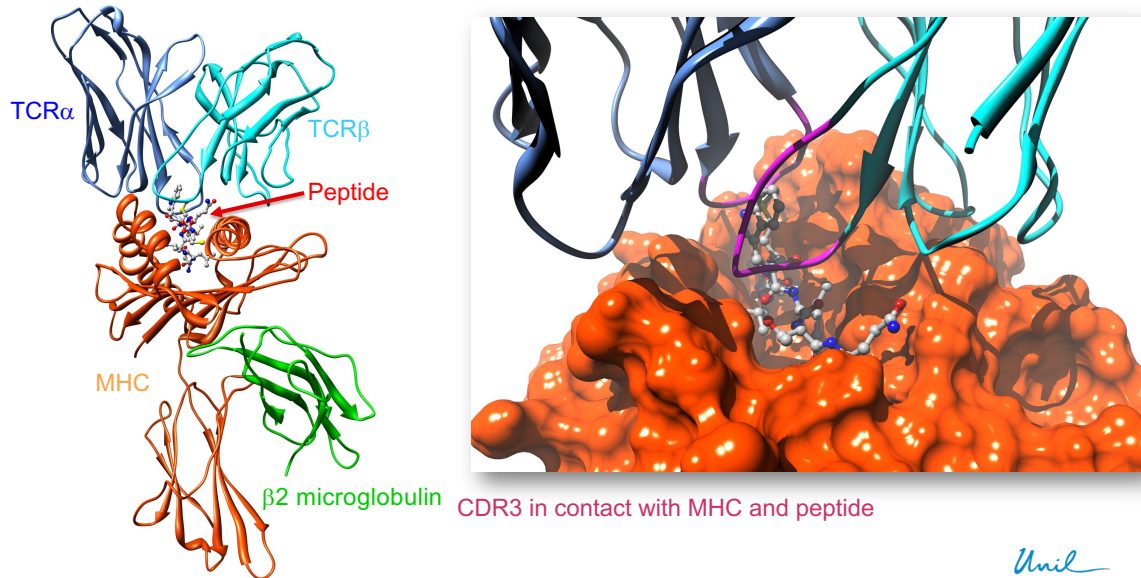 TCRα
TCRβ
Peptide
MHC
β2 microglobulin
CDR3 in contact with MHC and peptide
Unil